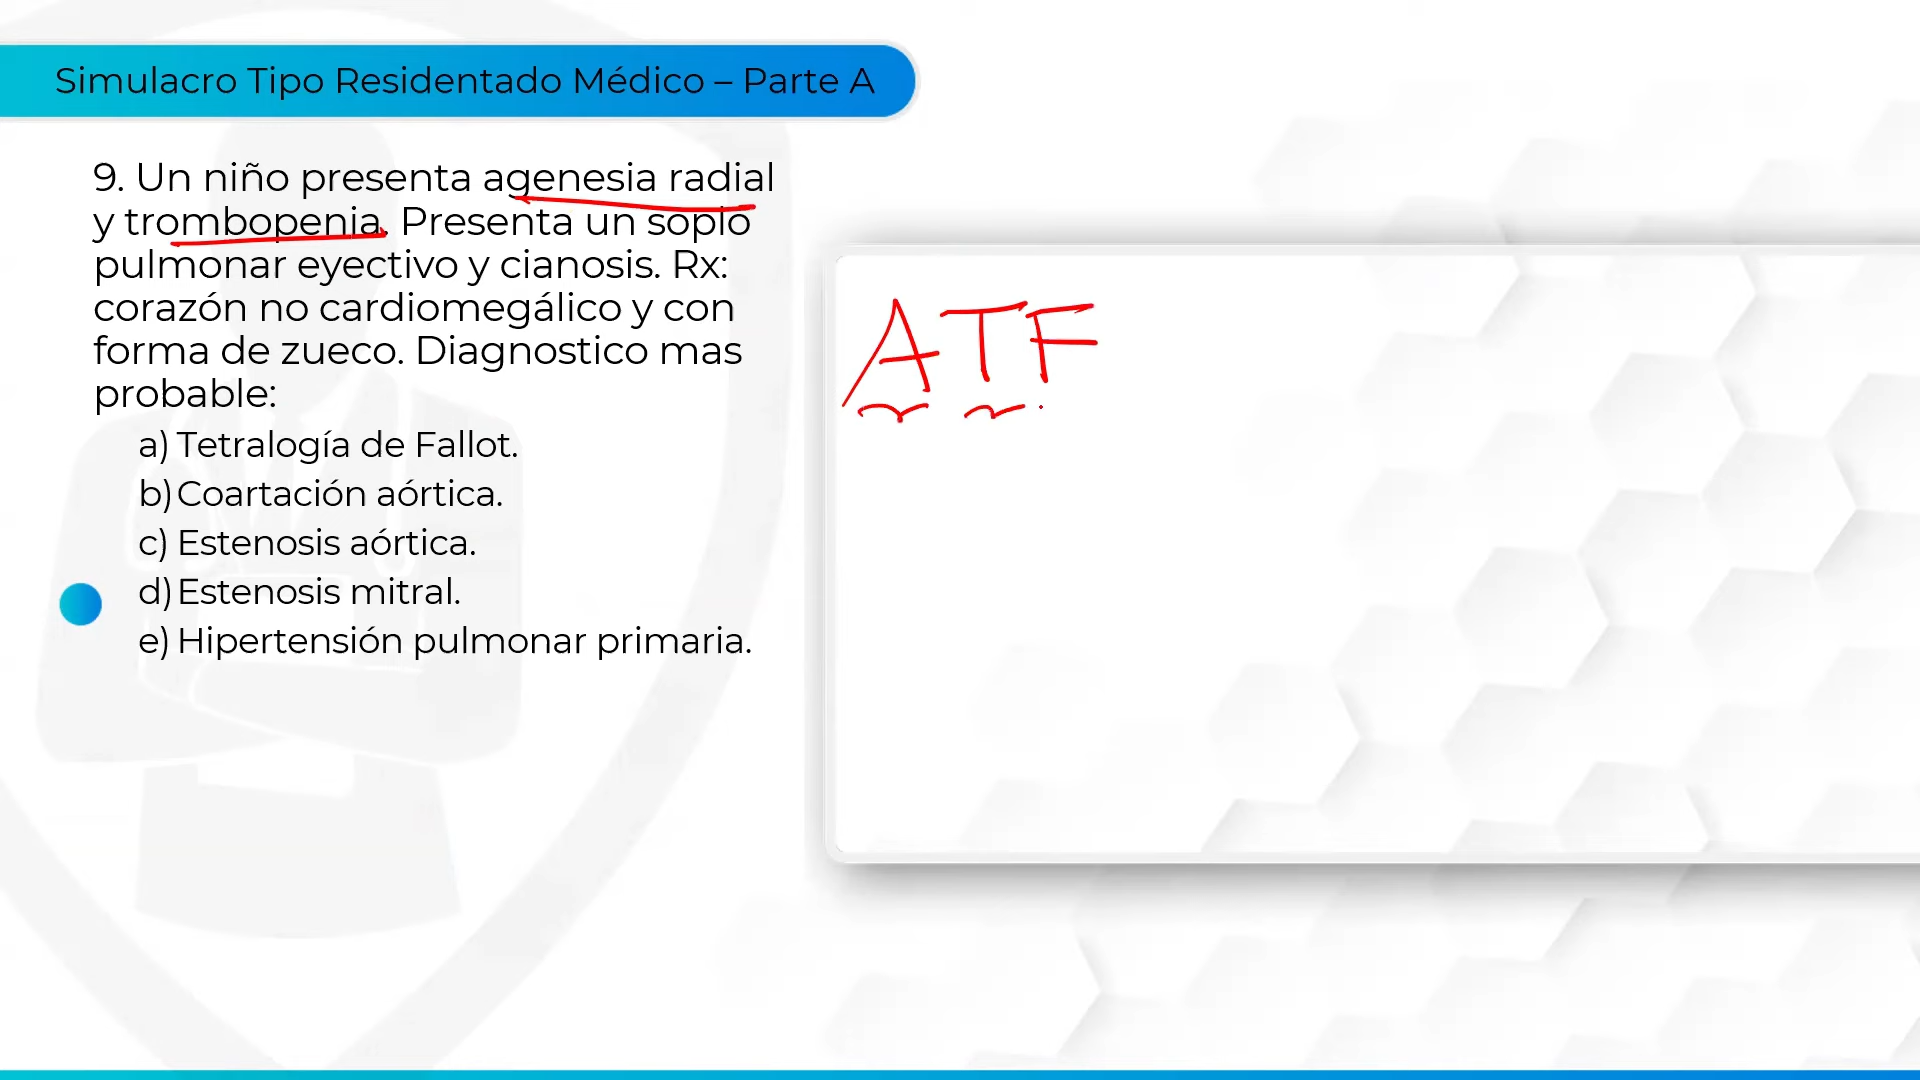 Simulacro Tipo Residentado Médico – Parte A
9. Un niño presenta agenesia radial
y trombopenia. Presenta un soplo
pulmonar eyectivo y cianosis. Rx:
corazón no cardiomegálico y con
forma de zueco. Diagnostico mas
probable:
a) Tetralogía de Fallot.
b) Coartación aórtica.
c) Estenosis aórtica.
d) Estenosis mitral.
e) Hipertensión pulmonar primaria.
ATF